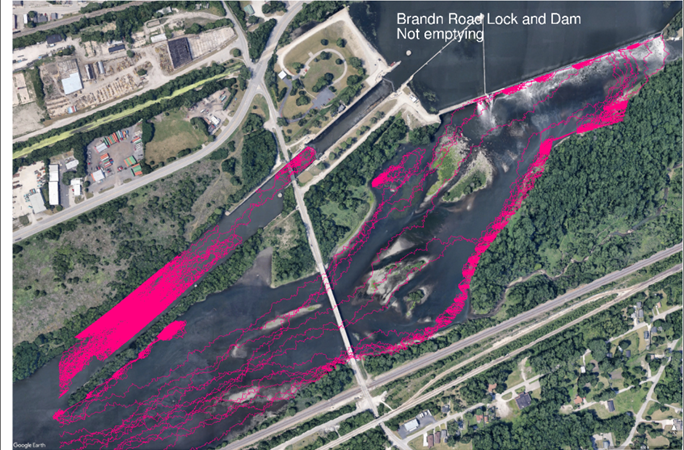 Brandn Road Lock and Dam
Not emptying
Google Earth